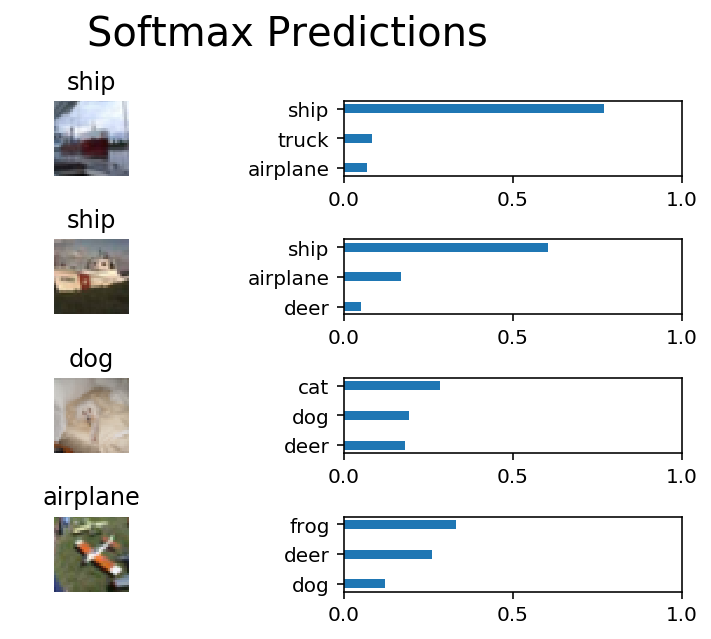 Softmax Predictions
ship
ship
truck
airplane
0.0 0.5 1.0
ship
ship
airplane
deer
0.0 0.5 1.0
dog
cat
dog
deer
0.0 0.5 1.0
airplane
frog
deer
dog
0.0 0.5 1.0